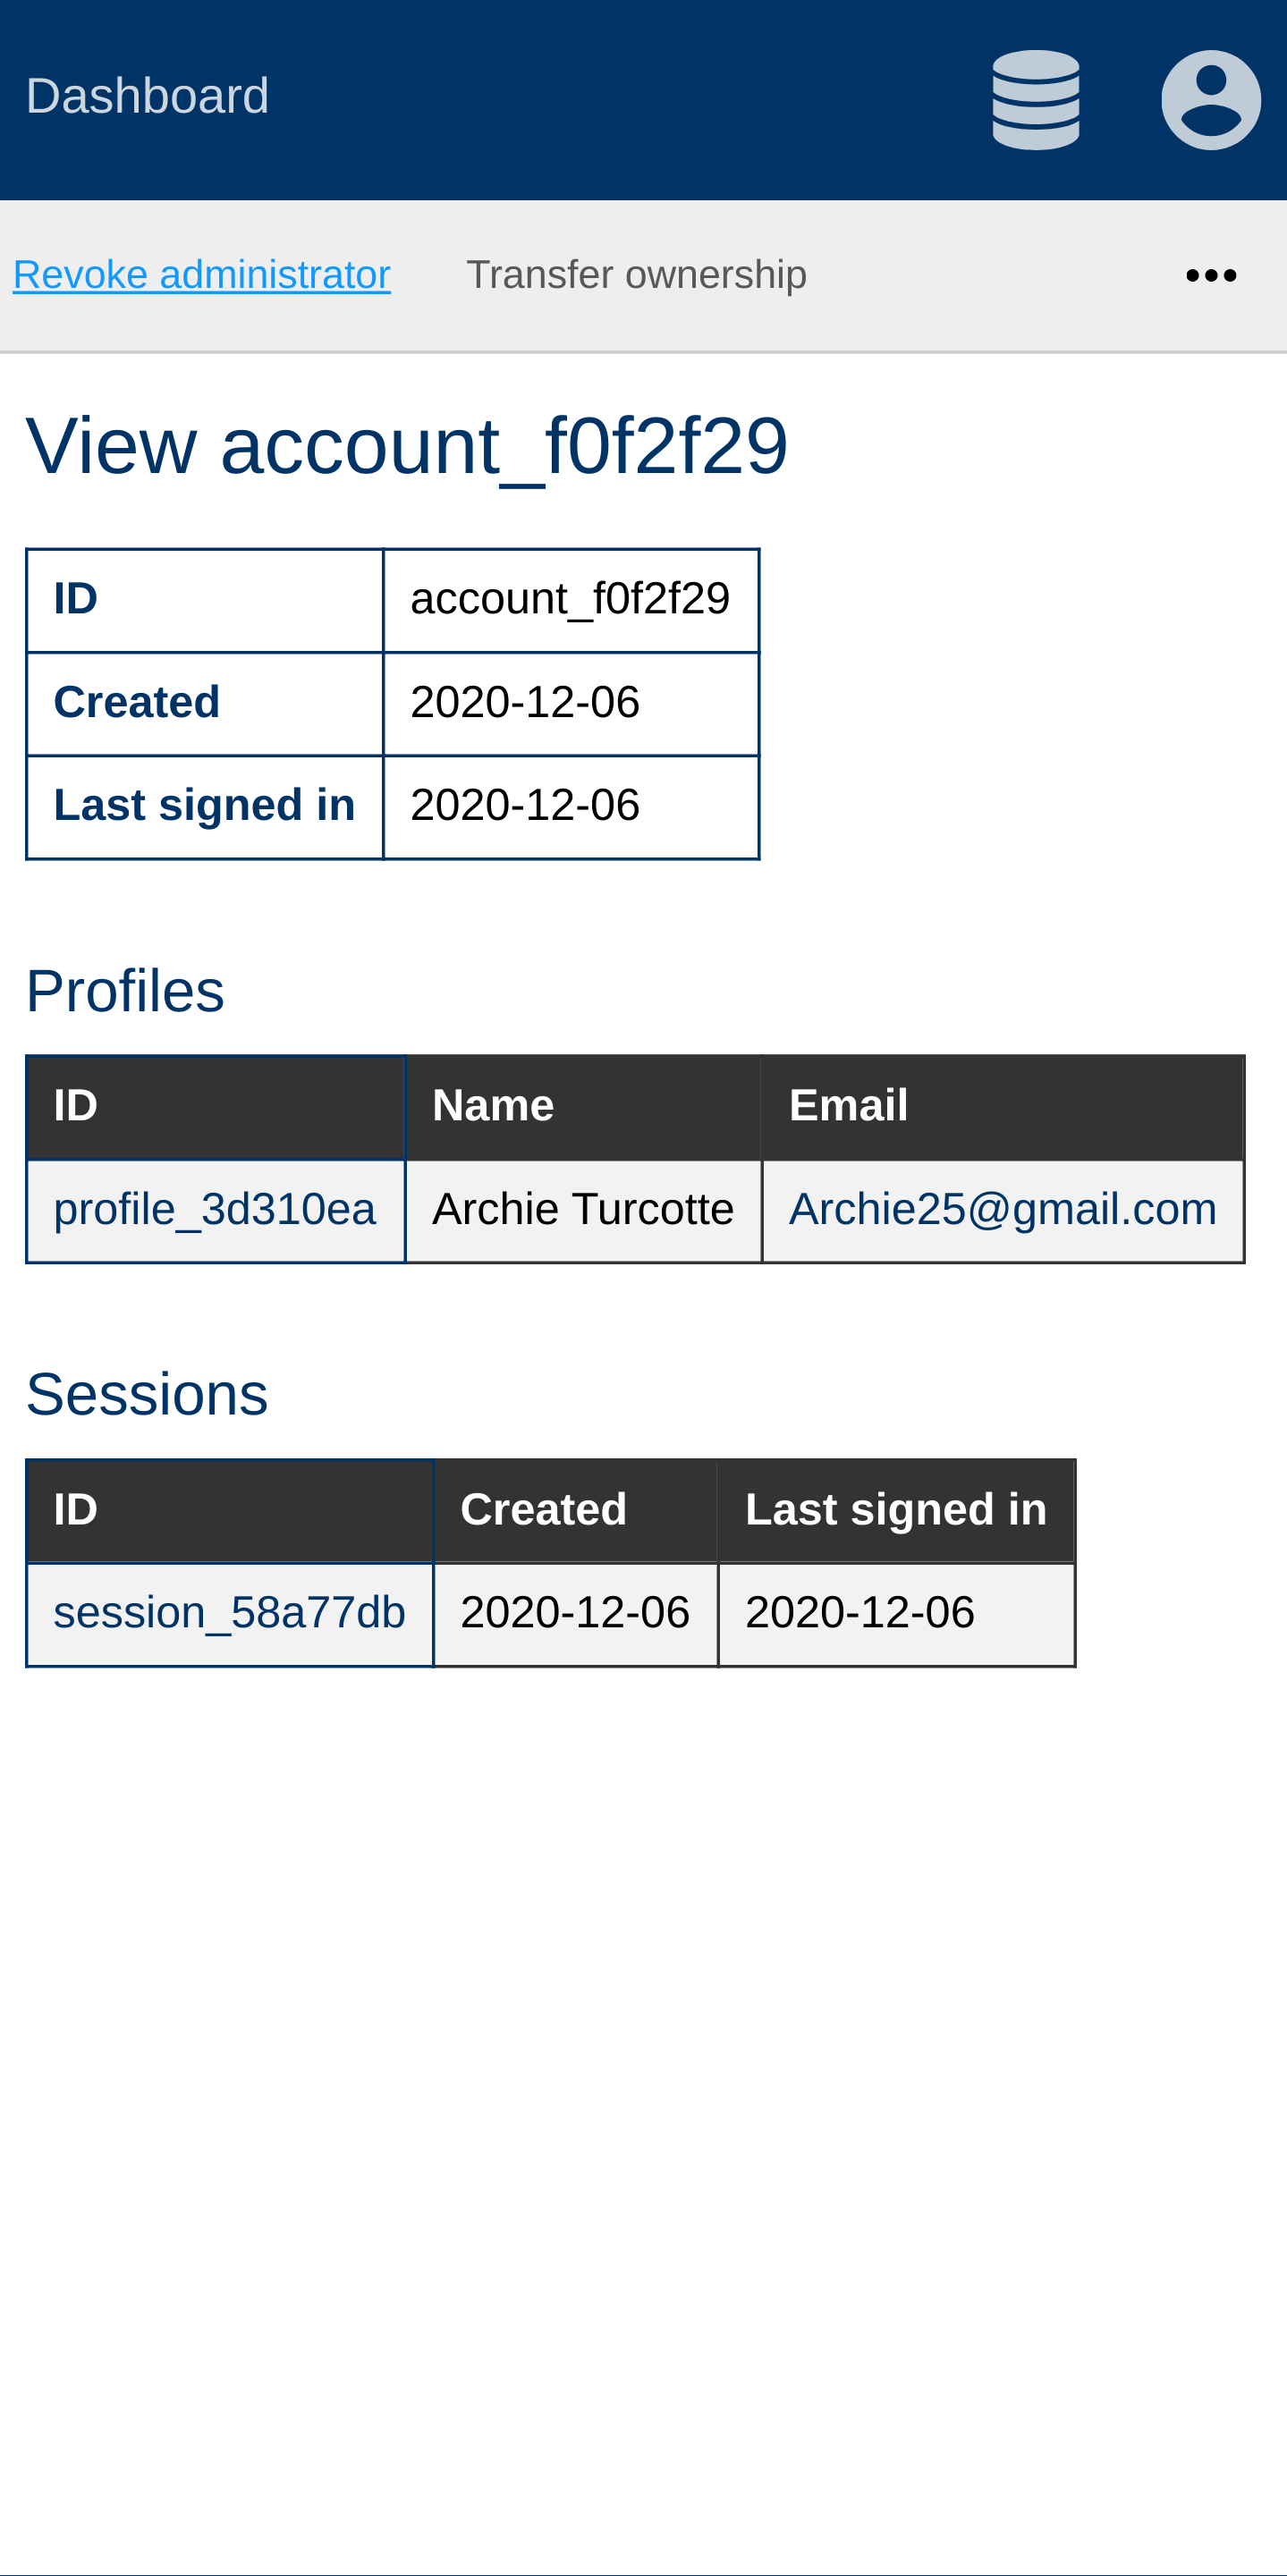 Dashboard
Revoke administrator Transfer ownership
View account_f0f2f29
ID account_f0f2f29
Created 2020-12-06
Last signed in 2020-12-06
Profiles
ID Name Email
profile_3d310ea Archie Turcotte Archie25@gmail.com
Sessions
ID Created Last signed in
session_58a77db 2020-12-06 2020-12-06